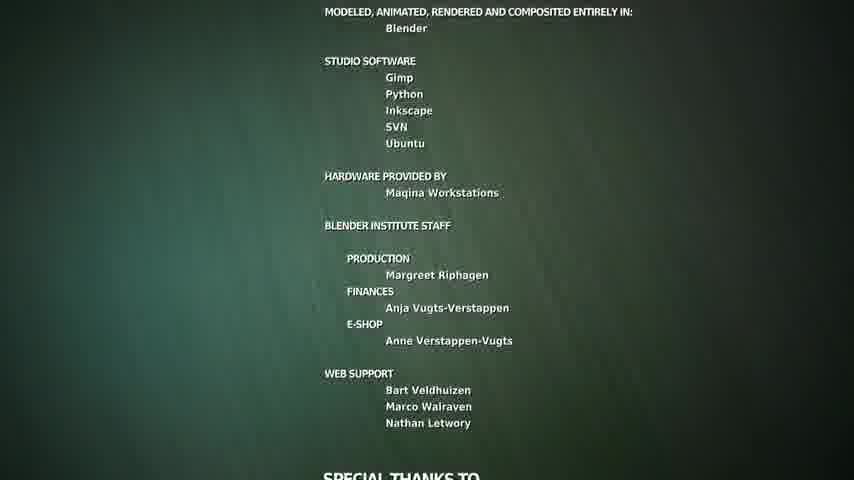 MODELED, ANIMATED, RENDERED AND COMPOSITED ENTIRELY IN:
Blender
STUDIO SOFTWARE
Gimp
Python
Inkscape
SVN
Ubuntu
HARDWARE PROVIDED BY
Maqina Workstations
BLENDER INSTITUTE STAFF
PRODUCTION
Margreet Riphagen
FINANCES
Anja Vugts-Verstappen
E-SHOP
Anne Verstappen-Vugts
WEB SUPPORT
Bart Veldhuizen
Marco Walraven
Nathan Letwory
SPECIAL THANKS TO